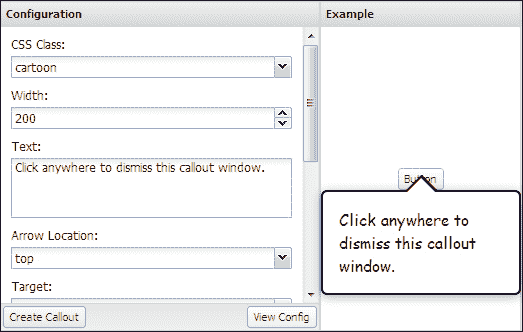 Configuration
Example
CSS Class:
cartoon
Width:
200
Text:
Click anywhere to dismiss this callout window.
Arrow Location:
top
Target:
Create Callout
View Config
Button
Click anywhere to
dismiss this callout
window.